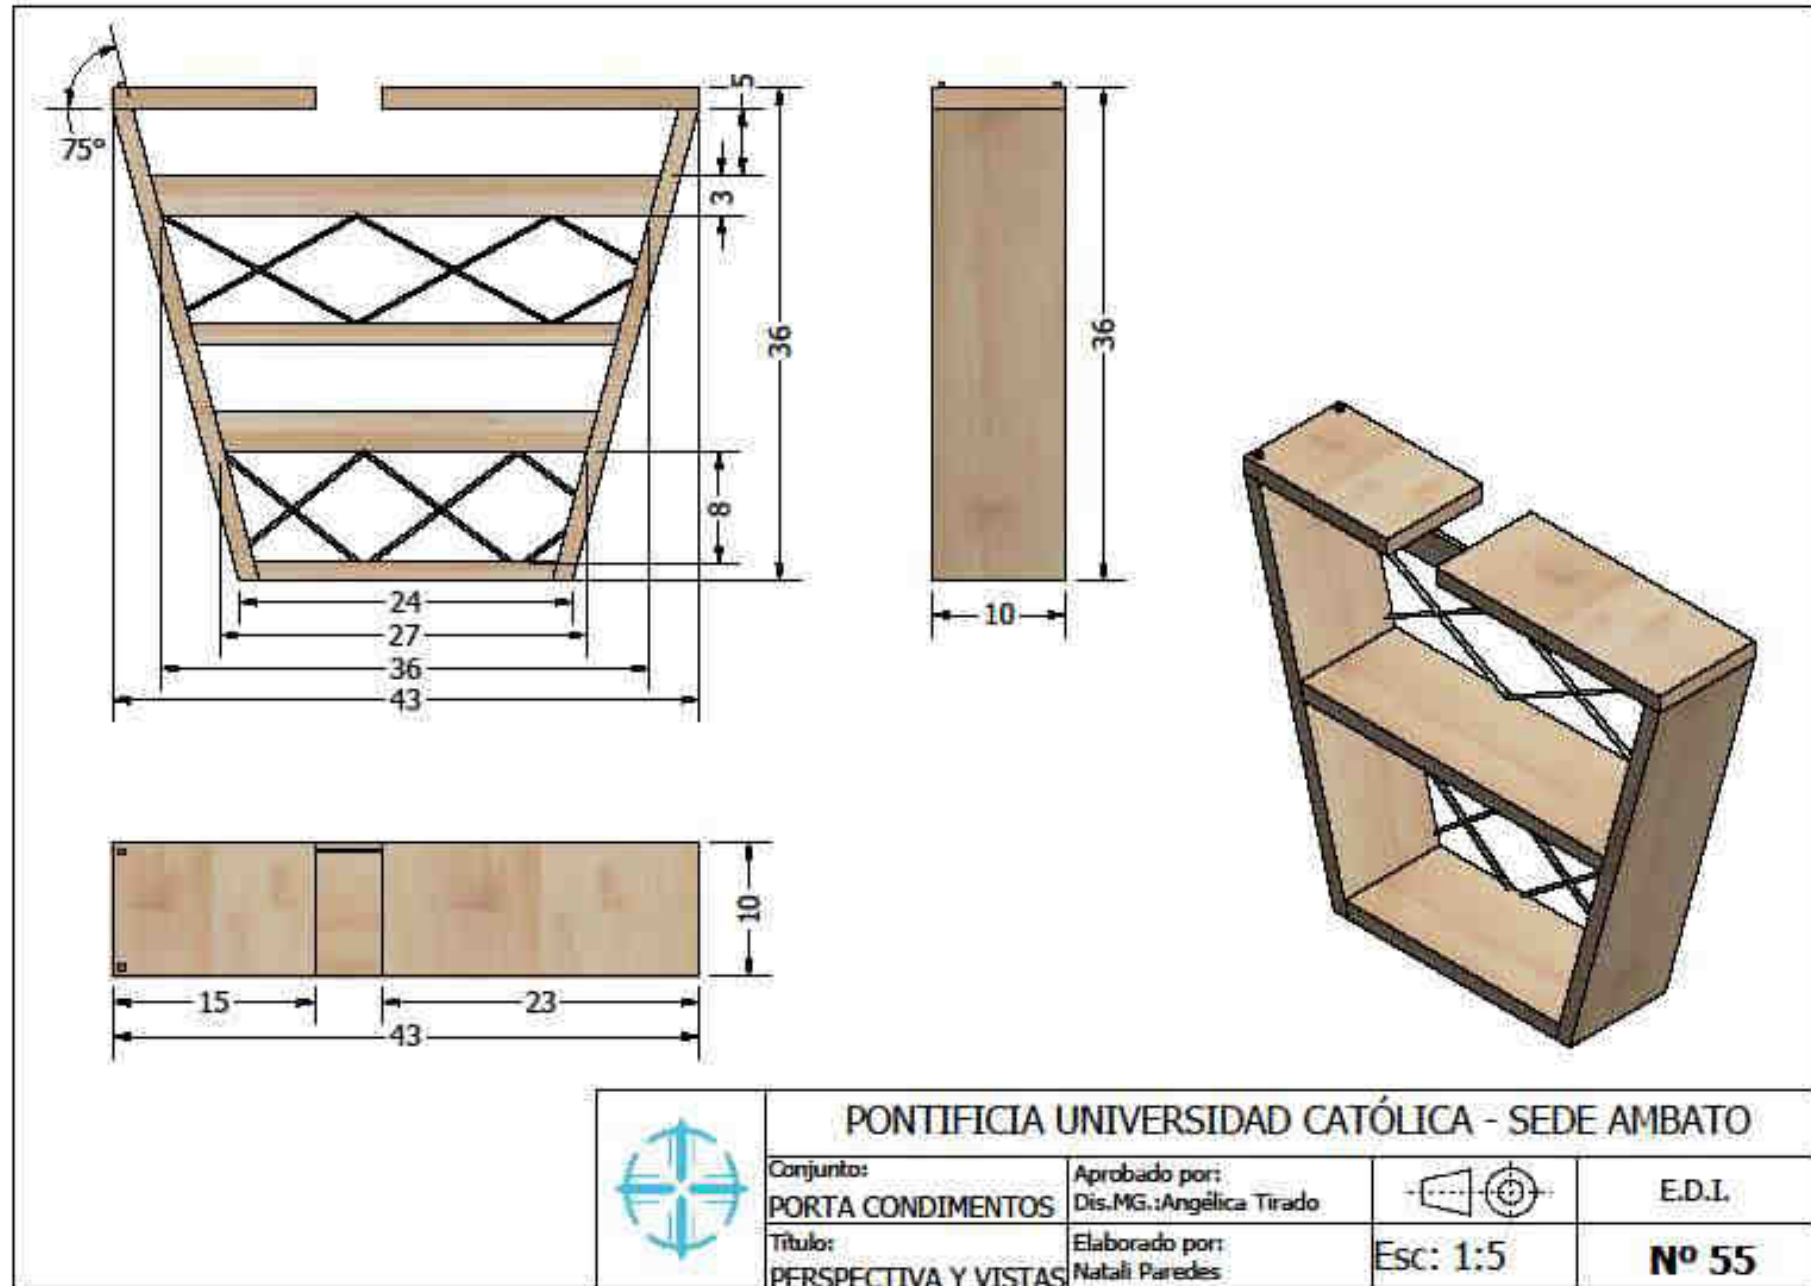 75°
5
3
36
8
24
27
36
43
36
10
10
15
23
43
PONTIFICIA UNIVERSIDAD CATÓLICA - SEDE AMBATO
Conjunto:
PORTA CONDIMENTOS
Aprobado por:
Dis.MG.:Angélica Tirado
E.D.I.
Título:
PERSPECTIVA Y VISTAS
Elaborado por:
Natali Paredes
Esc: 1:5
Nº 55